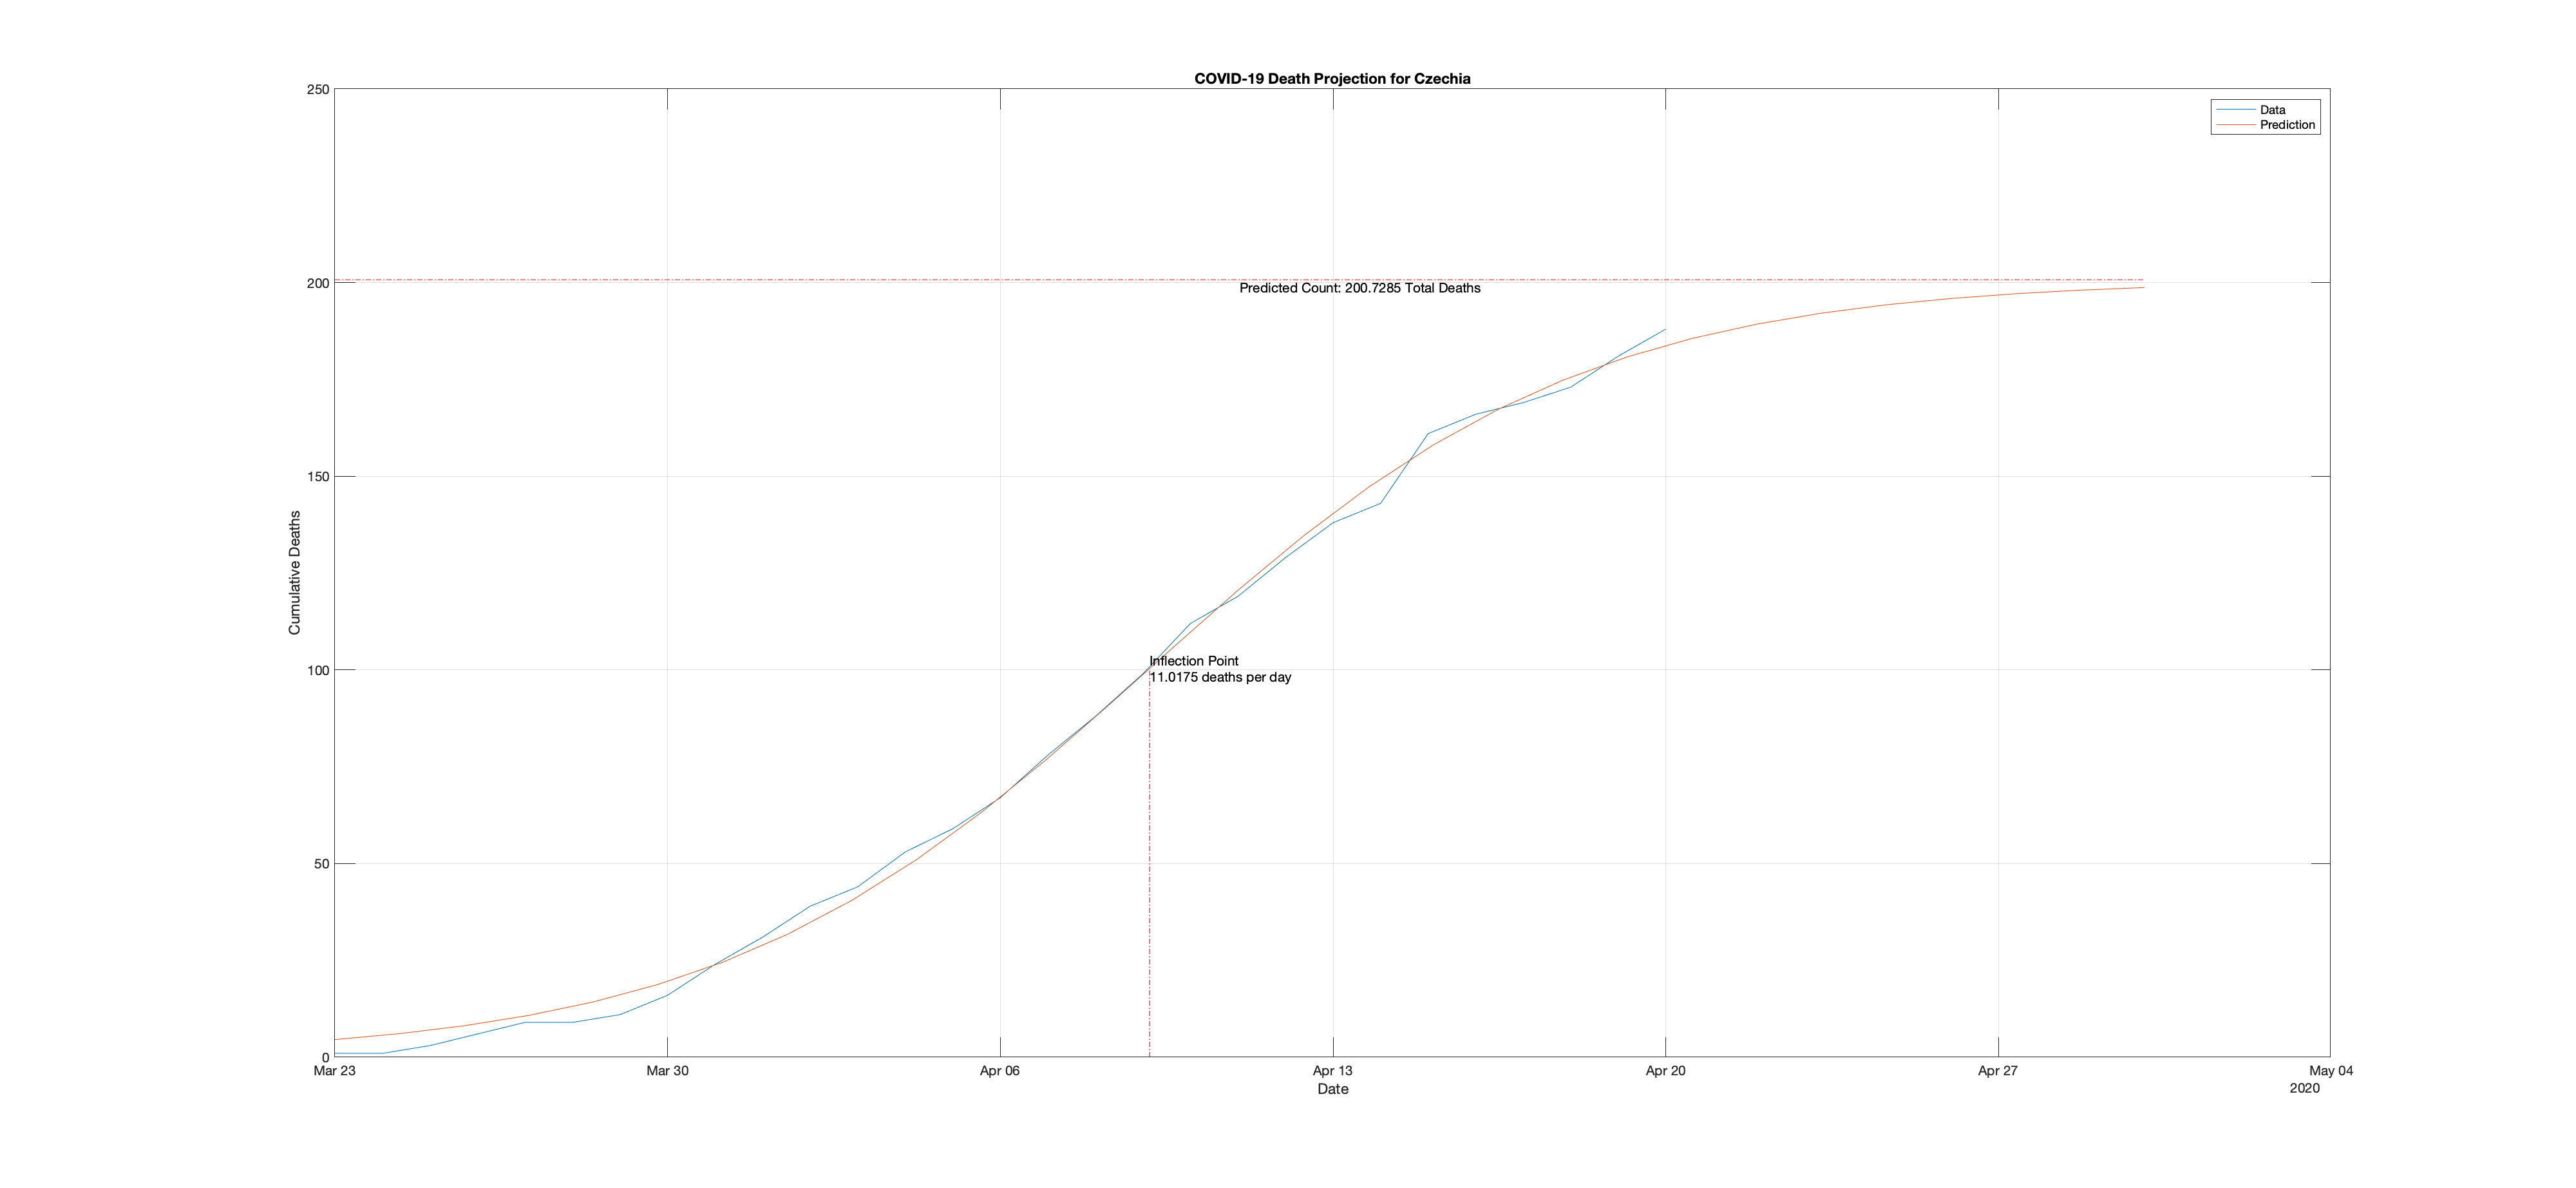 COVID-19 Death Projection for Czechia
250
200
150
100
50
0
Cumulative Deaths
Data
Prediction
Predicted Count: 200.7285 Total Deaths
Inflection Point
11.0175 deaths per day
Mar 23
Mar 30
Apr 06
Apr 13
Apr 20
Apr 27
May 04
Date
2020